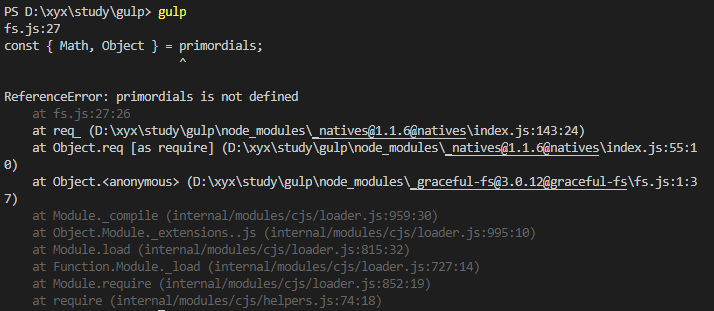 PS D:\xyx\study\gulp> gulp
fs.js:27
const { Math, Object } = primordials;
                         ^
ReferenceError: primordials is not defined
    at fs.js:27:26
    at req_ (D:\xyx\study\gulp\node_modules\_natives@1.1.6@natives\index.js:143:24)
    at Object.req [as require] (D:\xyx\study\gulp\node_modules\_natives@1.1.6@natives\index.js:55:1
0)
    at Object.<anonymous> (D:\xyx\study\gulp\node_modules\_graceful-fs@3.0.12@graceful-fs\fs.js:1:3
7)
    at Module._compile (internal/modules/cjs/loader.js:959:30)
    at Object.Module._extensions..js (internal/modules/cjs/loader.js:995:10)
    at Module.load (internal/modules/cjs/loader.js:815:32)
    at Function.Module._load (internal/modules/cjs/loader.js:727:14)
    at Module.require (internal/modules/cjs/loader.js:852:19)
    at require (internal/modules/cjs/helpers.js:74:18)